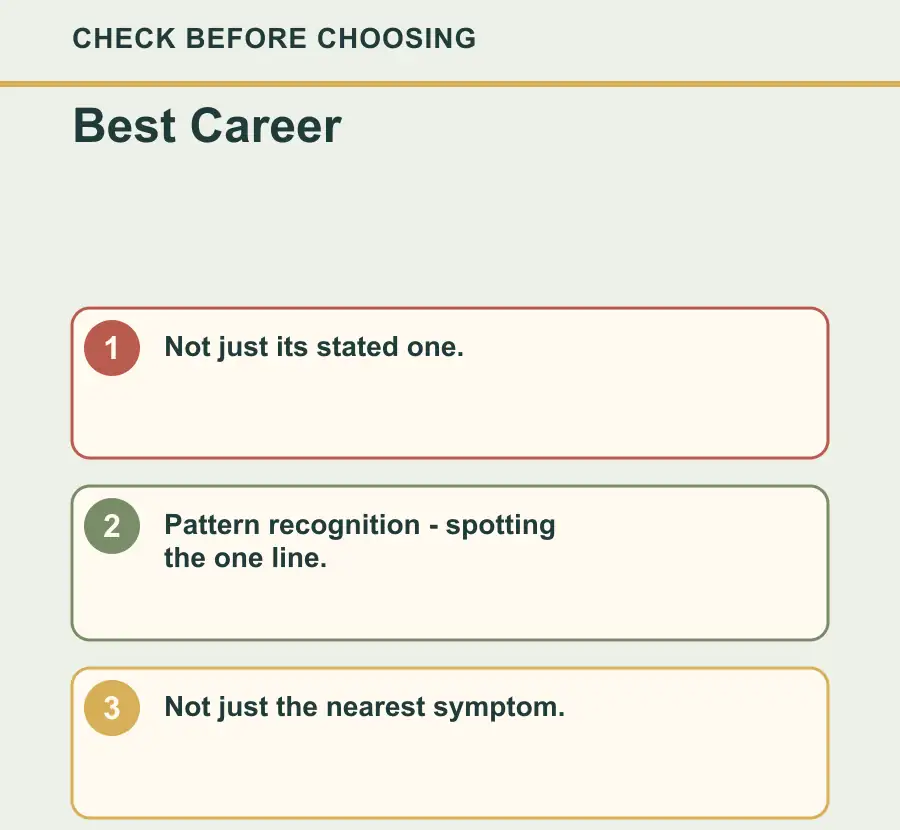 CHECK BEFORE CHOOSING
Best Career
1
Not just its stated one.
2
Pattern recognition - spotting
the one line.
3
Not just the nearest symptom.